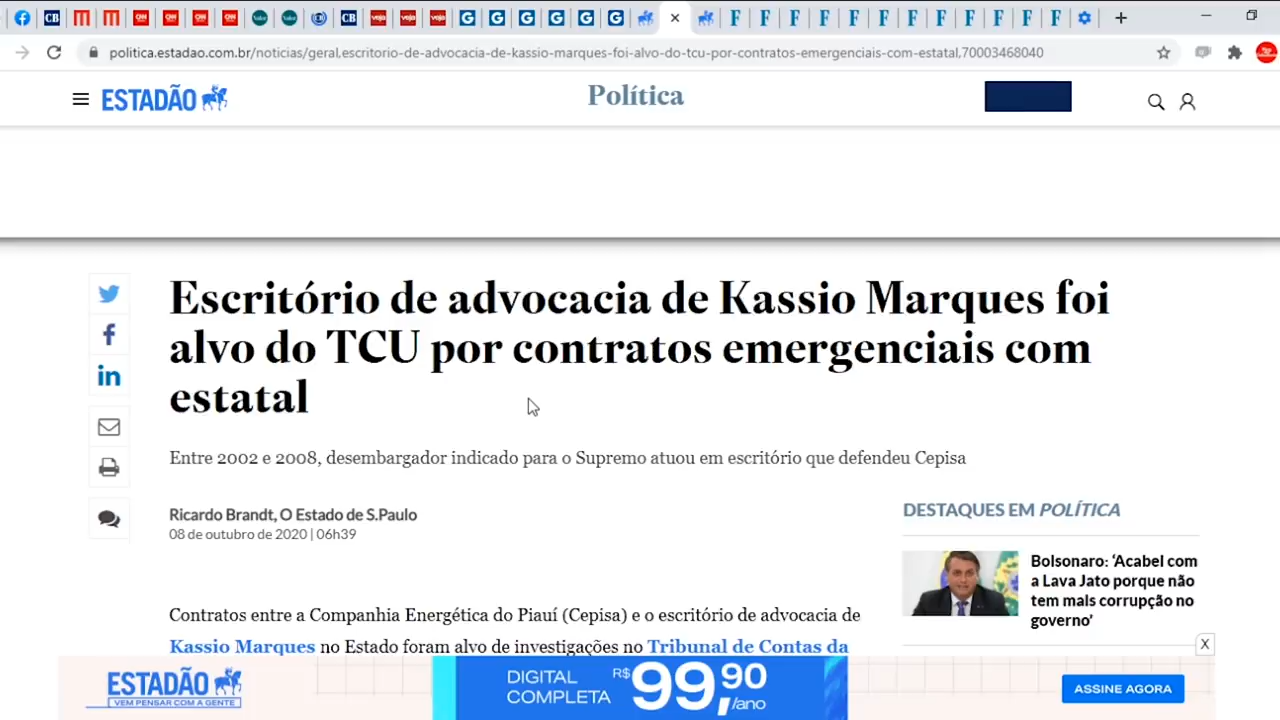 politica.estadao.com.br/noticias/geral,escritorio-de-advocacia-de-kassio-marques-foi-alvo-do-tcu-por-contratos-emergenciais-com-estatal,70003468040
ESTADÃO
Política
Escritório de advocacia de Kassio Marques foi
alvo do TCU por contratos emergenciais com
estatal
Entre 2002 e 2008, desembargador indicado para o Supremo atuou em escritório que defendeu Cepisa
Ricardo Brandt, O Estado de S.Paulo
08 de outubro de 2020 | 06h39
Contratos entre a Companhia Energética do Piauí (Cepisa) e o escritório de advocacia de
Kassio Marques no Estado foram alvo de investigações no Tribunal de Contas da
DESTAQUES EM POLÍTICA
Bolsonaro: ‘Acabel com
a Lava Jato porque não
tem mais corrupção no
governo’
X
ESTADÃO
VEM PENSAR COM A GENTE
DIGITAL
COMPLETA
R$ 99,90
/ano
ASSINE AGORA